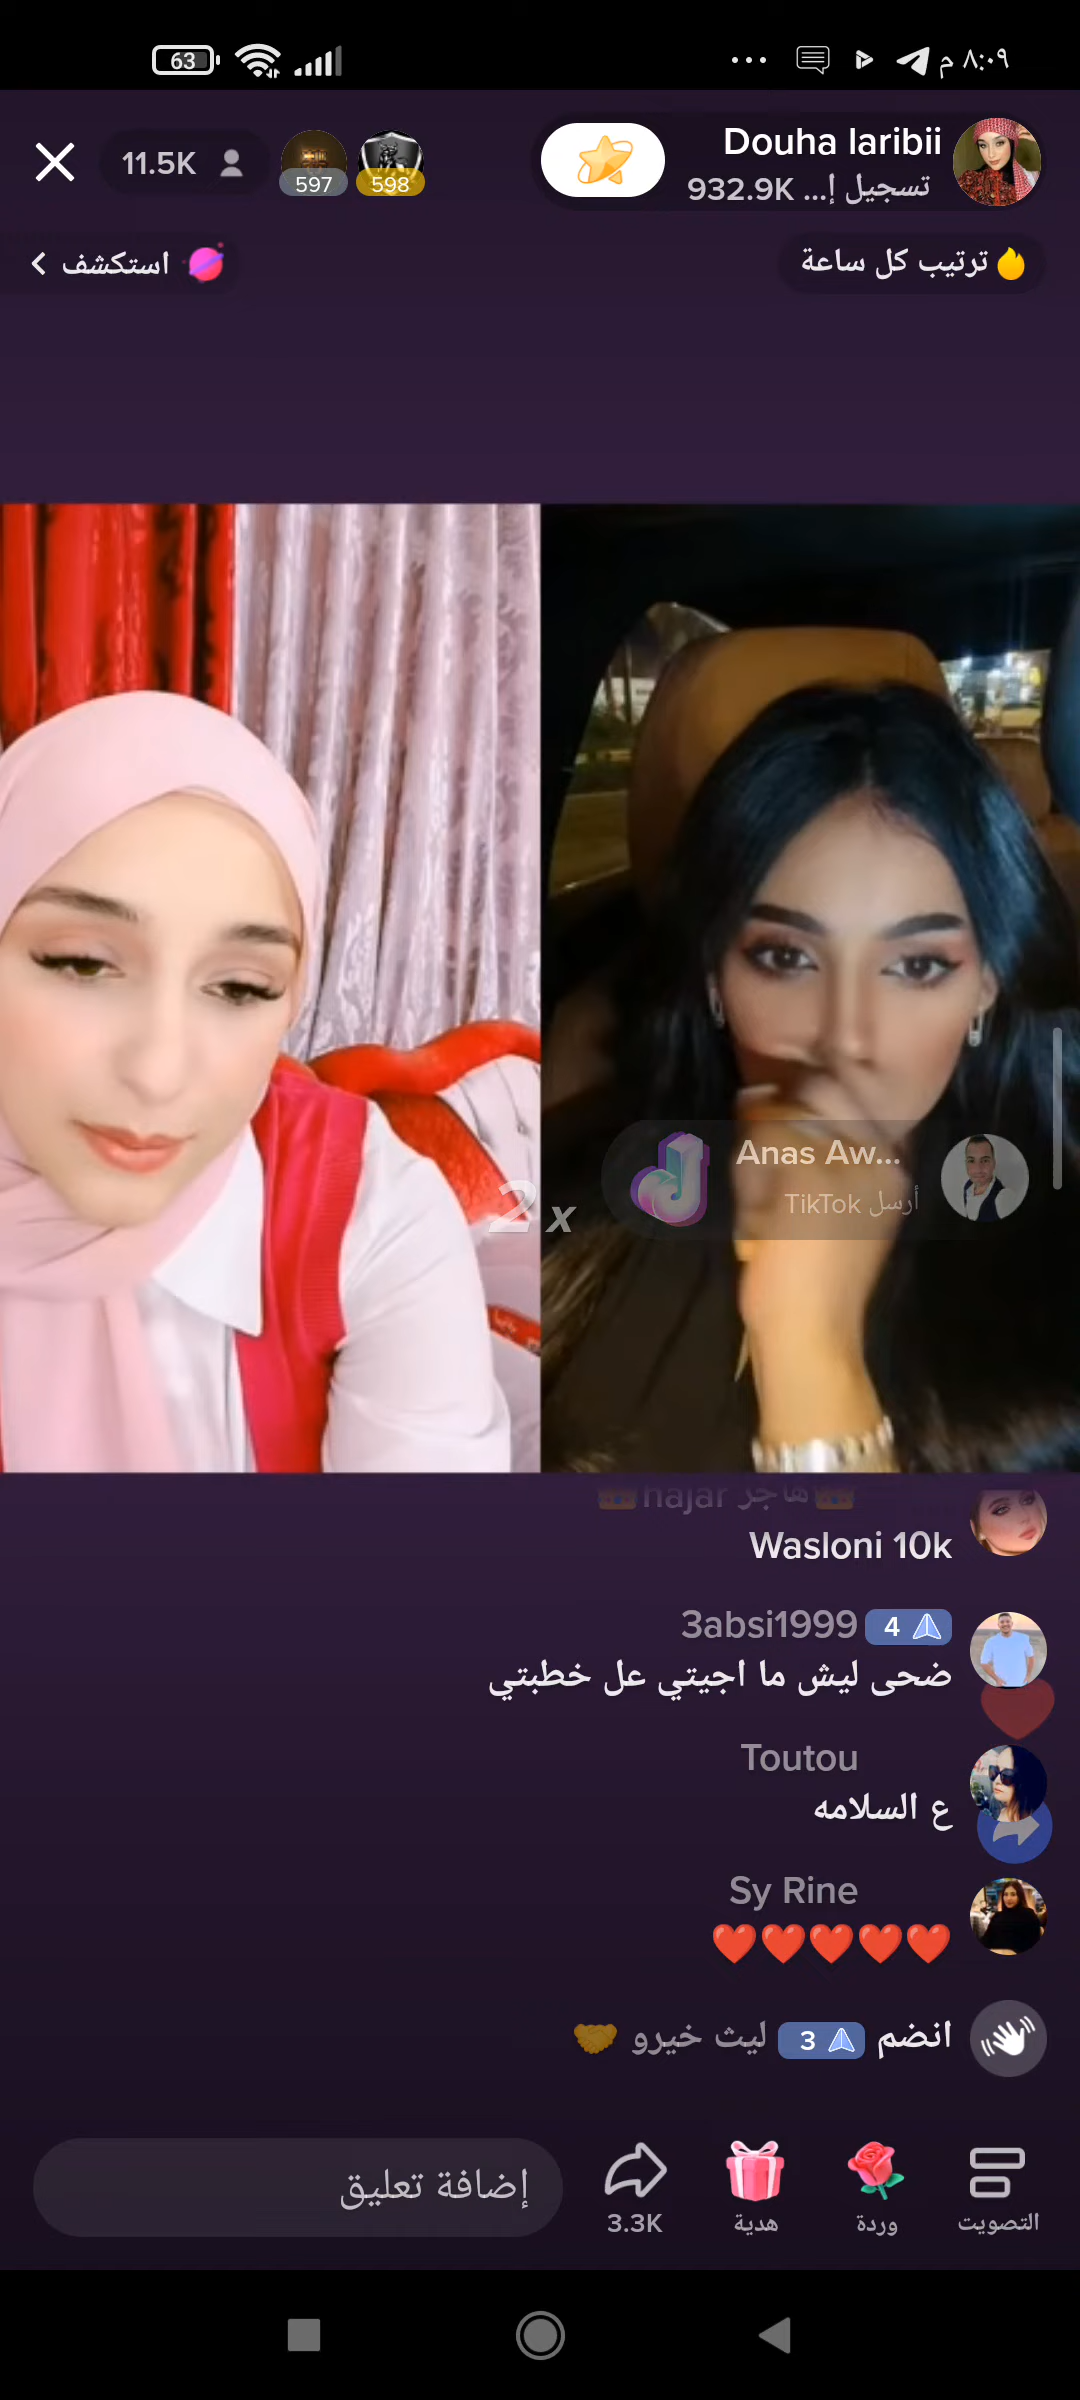 63
٨:٠٩ م
11.5K
597
598
Douha laribii
932.9K تسجيل إ...
استكشف
ترتيب كل ساعة
Anas Aw...
أرسل TikTok
2x
هاجر hajar
Wasloni 10k
3absi1999 4
ضحى ليش ما اجيتي عل خطبتي
Toutou
ع السلامه
Sy Rine
❤️❤️❤️❤️❤️
انضم 3 ليث خيرو 🤝
إضافة تعليق
3.3K
هدية
وردة
التصويت